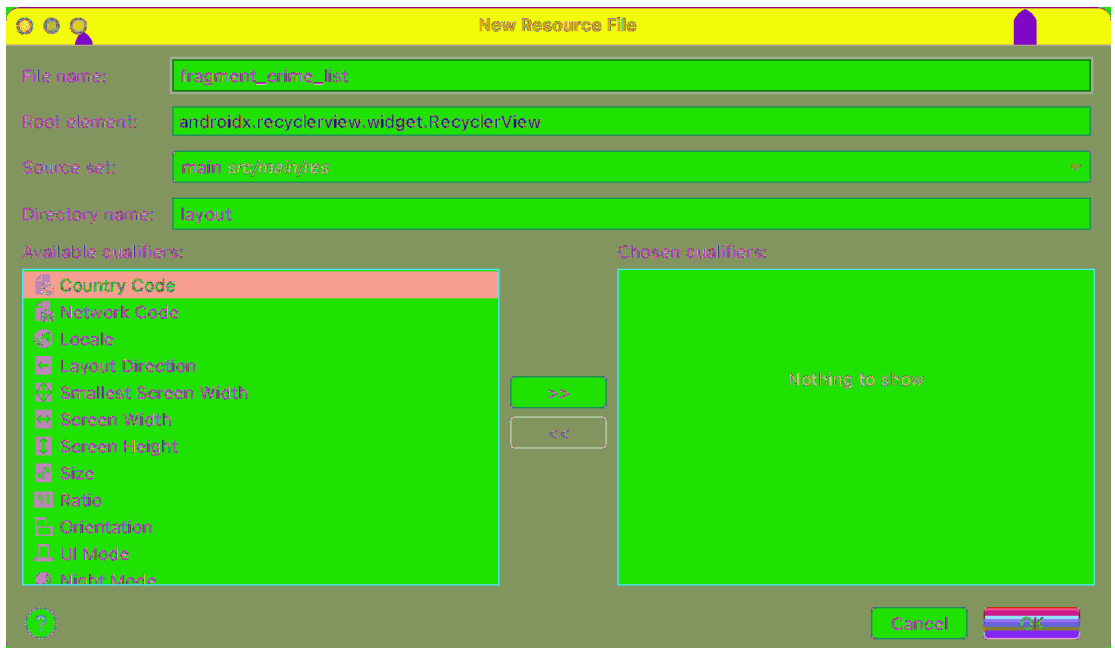 New Resource File
File name:
fragment_crime_list
Root element:
androidx.recyclerview.widget.RecyclerView
Source set:
main src/main/res
Directory name:
layout
Available qualifiers:
Chosen qualifiers:
Country Code
Network Code
Locale
Layout Direction
Smallest Screen Width
Screen Width
Screen Height
Size
Ratio
Orientation
UI Mode
Night Mode
>>
<<
Nothing to show
?
Cancel
OK